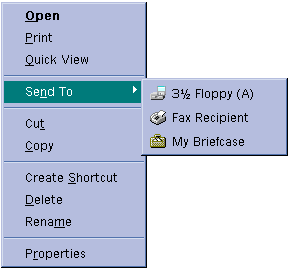 Open
Print
Quick View
Send To
3½ Floppy (A)
Fax Recipient
My Briefcase
Cut
Copy
Create Shortcut
Delete
Rename
Properties